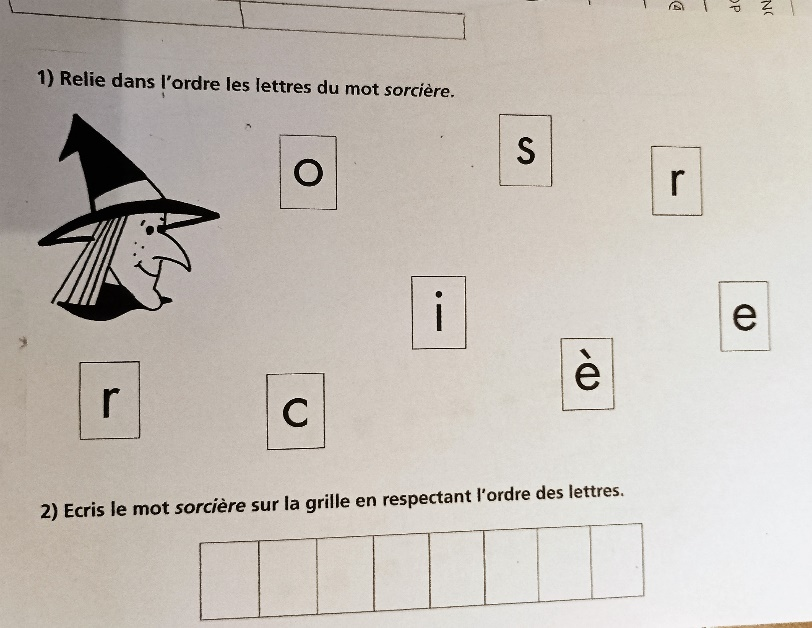 1) Relie dans l'ordre les lettres du mot sorcière.
o
s
r
i
e
è
r
c
2) Ecris le mot sorcière sur la grille en respectant l'ordre des lettres.